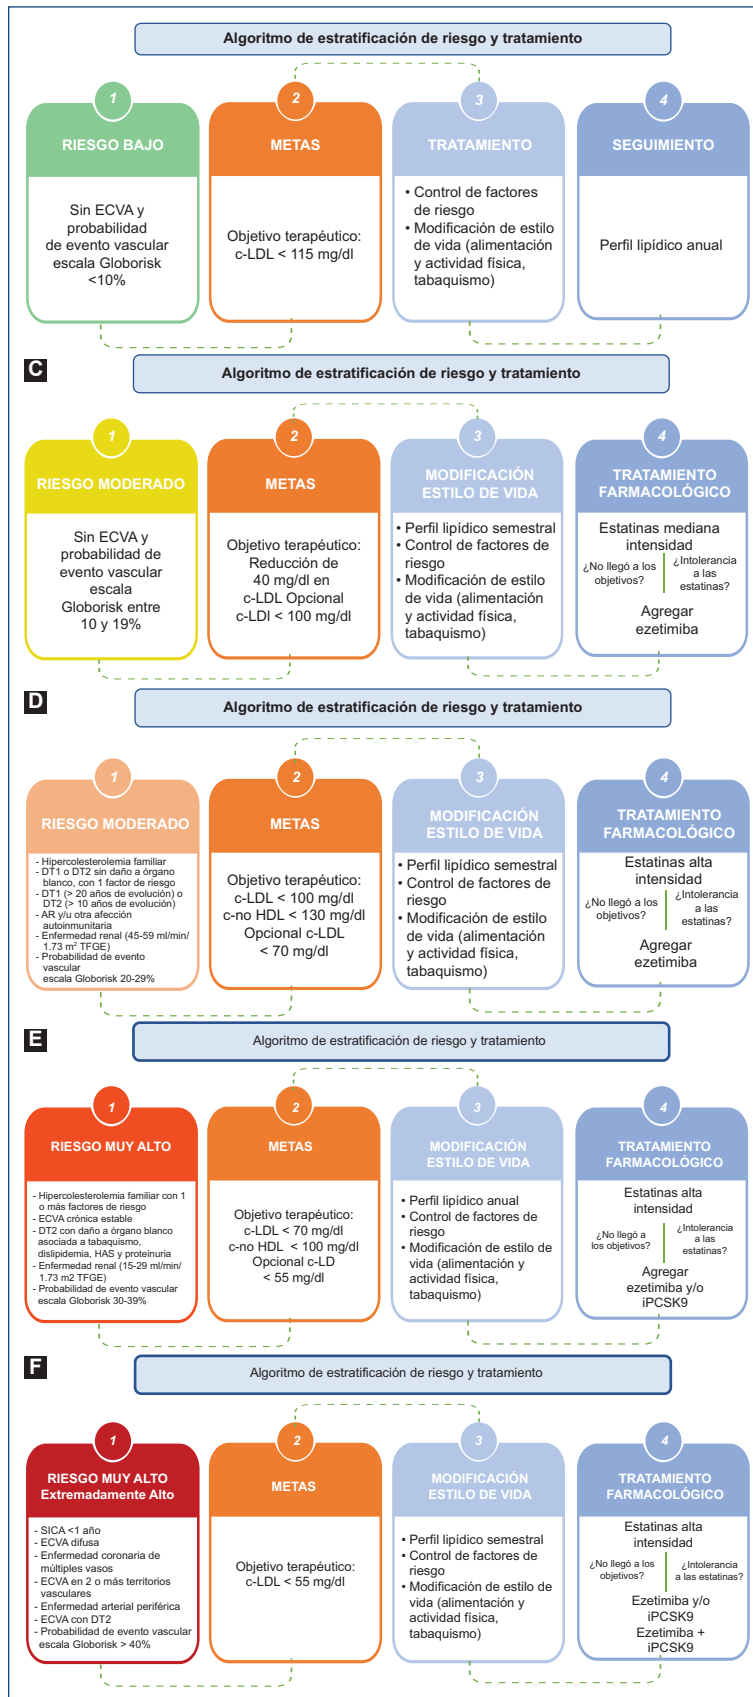 Algoritmo de estratificación de riesgo y tratamiento
1
RIESGO BAJO
Sin ECVA y
probabilidad
de evento vascular
escala Globorisk
<10%
2
METAS
Objetivo terapéutico:
c-LDL < 115 mg/dl
3
TRATAMIENTO
• Control de factores
de riesgo
• Modificación de estilo
de vida (alimentación
y actividad física,
tabaquismo)
4
SEGUIMIENTO
Perfil lipídico anual
C
Algoritmo de estratificación de riesgo y tratamiento
1
RIESGO MODERADO
Sin ECVA y
probabilidad de
evento vascular
escala
Globorisk entre
10 y 19%
2
METAS
Objetivo terapéutico:
Reducción de
40 mg/dl en
c-LDL Opcional
c-LDl < 100 mg/dl
3
MODIFICACIÓN
ESTILO DE VIDA
• Perfil lipídico semestral
• Control de factores de
riesgo
• Modificación de estilo
de vida (alimentación
y actividad física,
tabaquismo)
4
TRATAMIENTO
FARMACOLÓGICO
Estatinas mediana
intensidad
¿No llegó a los
objetivos?
¿Intolerancia
a las
estatinas?
Agregar
ezetimiba
D
Algoritmo de estratificación de riesgo y tratamiento
1
RIESGO MODERADO
- Hipercolesterolemia familiar
- DT1 o DT2 sin daño a órgano
blanco, con 1 factor de riesgo
- DT1 (> 20 años de evolución) o
DT2 (> 10 años de evolución)
- AR y/u otra afección
autoinmunitaria
- Enfermedad renal (45-59 ml/min/
1.73 m² TFGE)
- Probabilidad de evento
vascular
escala Globorisk 20-29%
2
METAS
Objetivo terapéutico:
c-LDL < 100 mg/dl
c-no HDL < 130 mg/dl
Opcional c-LDL
< 70 mg/dl
3
MODIFICACIÓN
ESTILO DE VIDA
• Perfil lipídico semestral
• Control de factores de
riesgo
• Modificación de estilo
de vida (alimentación
y actividad física,
tabaquismo)
4
TRATAMIENTO
FARMACOLÓGICO
Estatinas alta
intensidad
¿No llegó a los
objetivos?
¿Intolerancia
a las
estatinas?
Agregar
ezetimiba
E
Algoritmo de estratificación de riesgo y tratamiento
1
RIESGO MUY ALTO
- Hipercolesterolemia familiar con 1
o más factores de riesgo
- ECVA crónica estable
- DT2 con daño a órgano blanco
asociada a tabaquismo,
dislipidemia, HAS y proteinuria
- Enfermedad renal (15-29 ml/min/
1.73 m2 TFGE)
- Probabilidad de evento vascular
escala Globorisk 30-39%
2
METAS
Objetivo terapéutico:
c-LDL < 70 mg/dl
c-no HDL < 100 mg/dl
Opcional c-LD
< 55 mg/dl
3
MODIFICACIÓN
ESTILO DE VIDA
• Perfil lipídico anual
• Control de factores de
riesgo
• Modificación de estilo de
vida (alimentación y
actividad física,
tabaquismo)
4
TRATAMIENTO
FARMACOLÓGICO
Estatinas alta
intensidad
¿No llegó a
los objetivos?
¿Intolerancia
a las
estatinas?
Agregar
ezetimiba y/o
iPCSK9
F
Algoritmo de estratificación de riesgo y tratamiento
1
RIESGO MUY ALTO
Extremadamente Alto
- SICA <1 año
- ECVA difusa
- Enfermedad coronaria de
múltiples vasos
- ECVA en 2 o más territorios
vasculares
- Enfermedad arterial periférica
- ECVA con DT2
- Probabilidad de evento vascular
escala Globorisk > 40%
2
METAS
Objetivo terapéutico:
c-LDL < 55 mg/dl
3
MODIFICACIÓN
ESTILO DE VIDA
• Perfil lipídico semestral
• Control de factores de
riesgo
• Modificación de estilo de
vida (alimentación y
actividad física,
tabaquismo)
4
TRATAMIENTO
FARMACOLÓGICO
Estatinas alta
intensidad
¿No llegó a los
objetivos?
¿Intolerancia
a las estatinas?
Ezetimiba y/o
iPCSK9
Ezetimiba +
iPCSK9